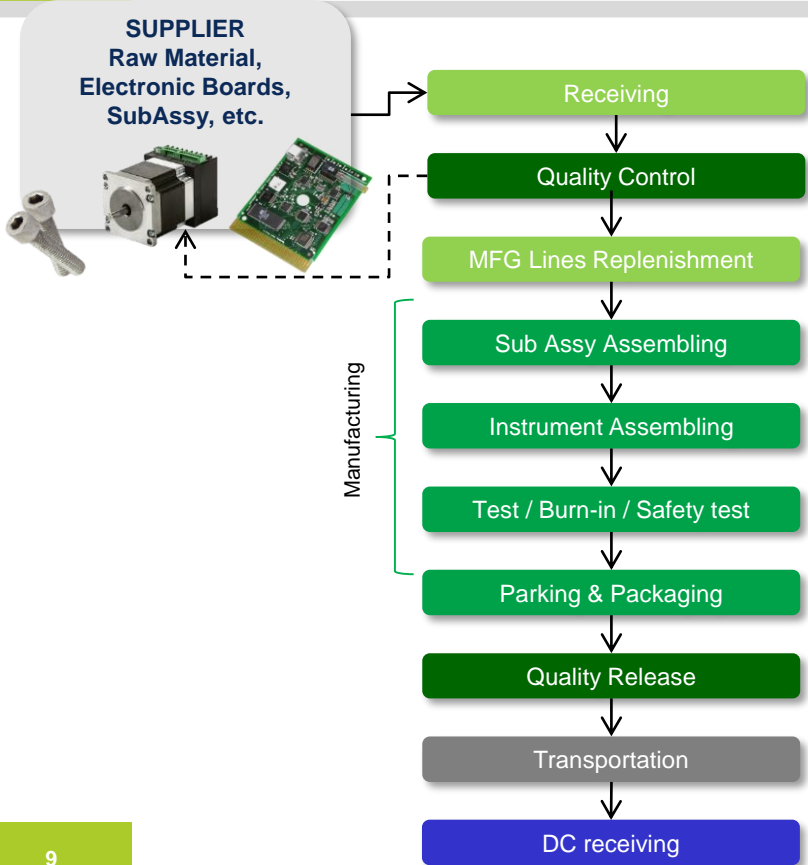 SUPPLIER
Raw Material,
Electronic Boards,
SubAssy, etc.
Receiving
Quality Control
MFG Lines Replenishment
Manufacturing
Sub Assy Assembling
Instrument Assembling
Test / Burn-in / Safety test
Parking & Packaging
Quality Release
Transportation
DC receiving
9